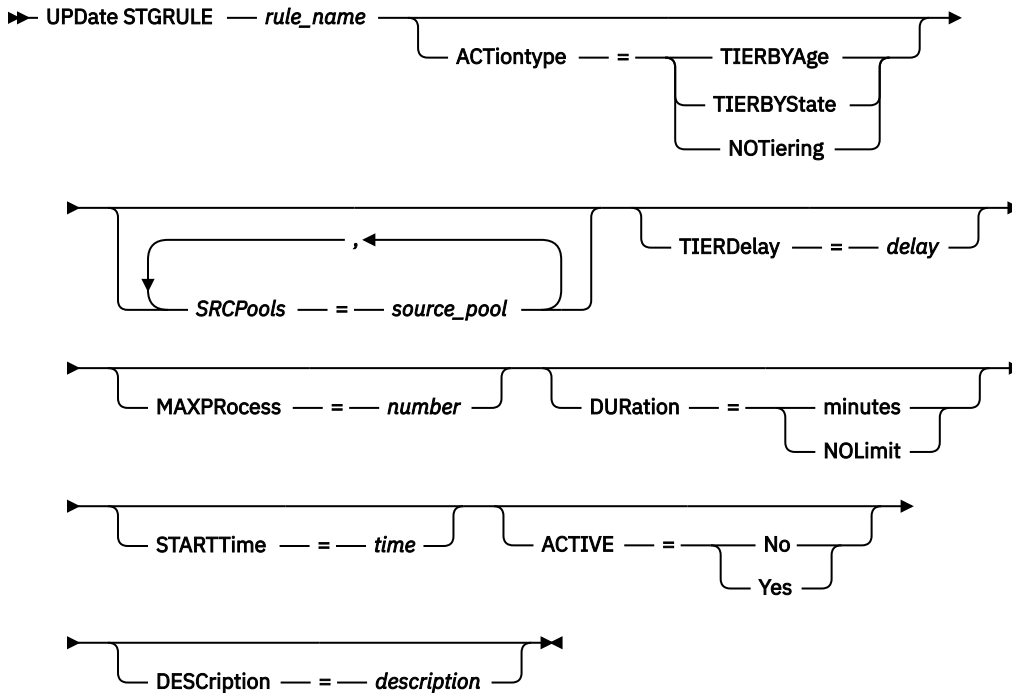 UPDate STGRULE rule_name
ACTiontype = TIERBYAge
TIERBYState
NOTiering
,
SRCPools = source_pool
TIERDelay = delay
MAXPRocess = number
DURation = minutes
NOLimit
STARTTime = time
ACTIVE = No
Yes
DESCription = description